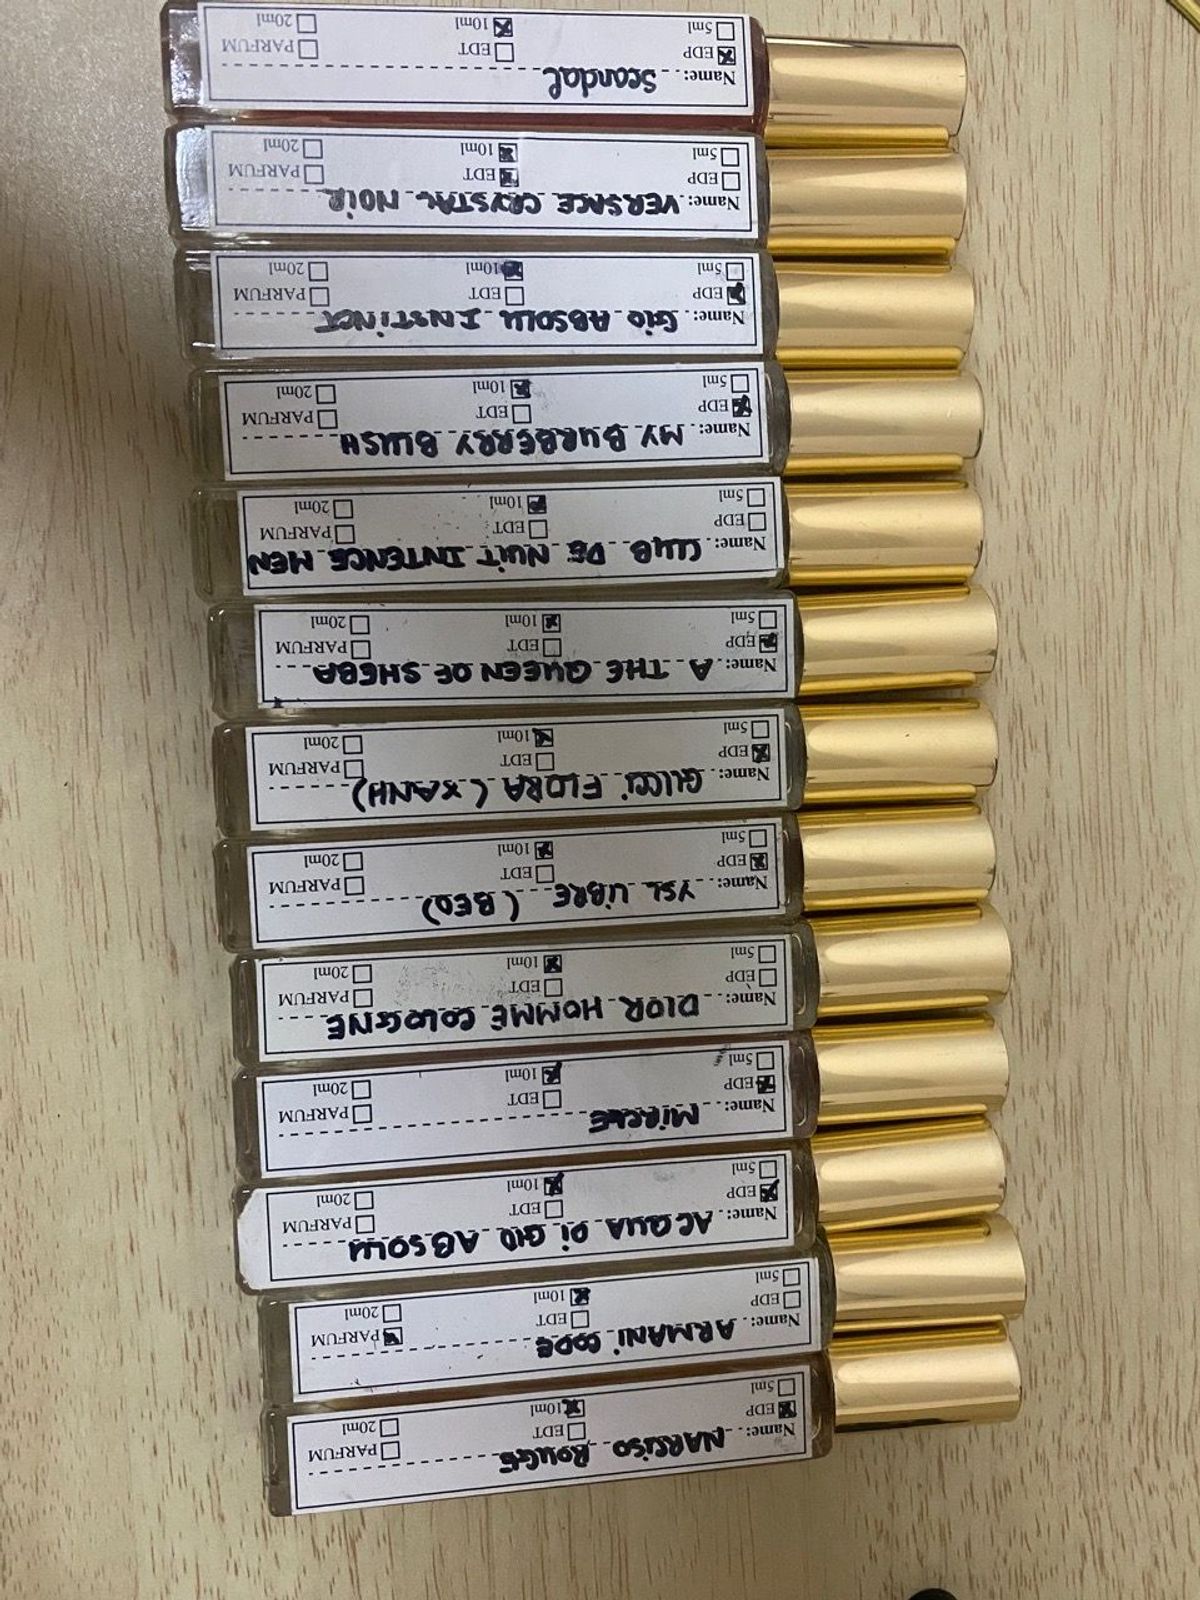 Name: NARCISO ROUGE
EDP EDT PARFUM
5ml 10ml 20ml
Name: ARMANi CODE
EDP EDT PARFUM
5ml 10ml 20ml
Name: ACQUA Di GIO ABSOLU
EDP EDT PARFUM
5ml 10ml 20ml
Name: MiRCLE
EDP EDT PARFUM
5ml 10ml 20ml
Name: DIOR HOMME COLOGNE
EDP EDT PARFUM
5ml 10ml 20ml
Name: YSL LiBRE
EDP EDT PARFUM
5ml 10ml 20ml
Name: GUCCi FLORA (XANH)
EDP EDT PARFUM
5ml 10ml 20ml
Name: A THE QUEEN OF SHEBA
EDP EDT PARFUM
5ml 10ml 20ml
Name: CLUB DE NUiT INTENCE MEN
EDP EDT PARFUM
5ml 10ml 20ml
Name: MY BURBERRY BLUSH
EDP EDT PARFUM
5ml 10ml 20ml
Name: GiO ABSOLU INSTiNCT
EDP EDT PARFUM
5ml 10ml 20ml
Name: VERSACE CRYSTAL NOiR
EDP EDT PARFUM
5ml 10ml 20ml
Name: Scandal
EDP EDT PARFUM
5ml 10ml 20ml